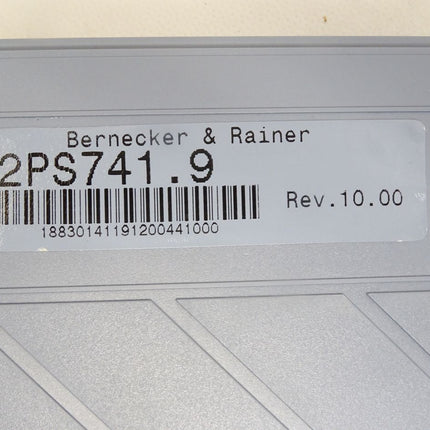 Bernecker & Rainer
2PS741.9
Rev.10.00
18830141191200441000